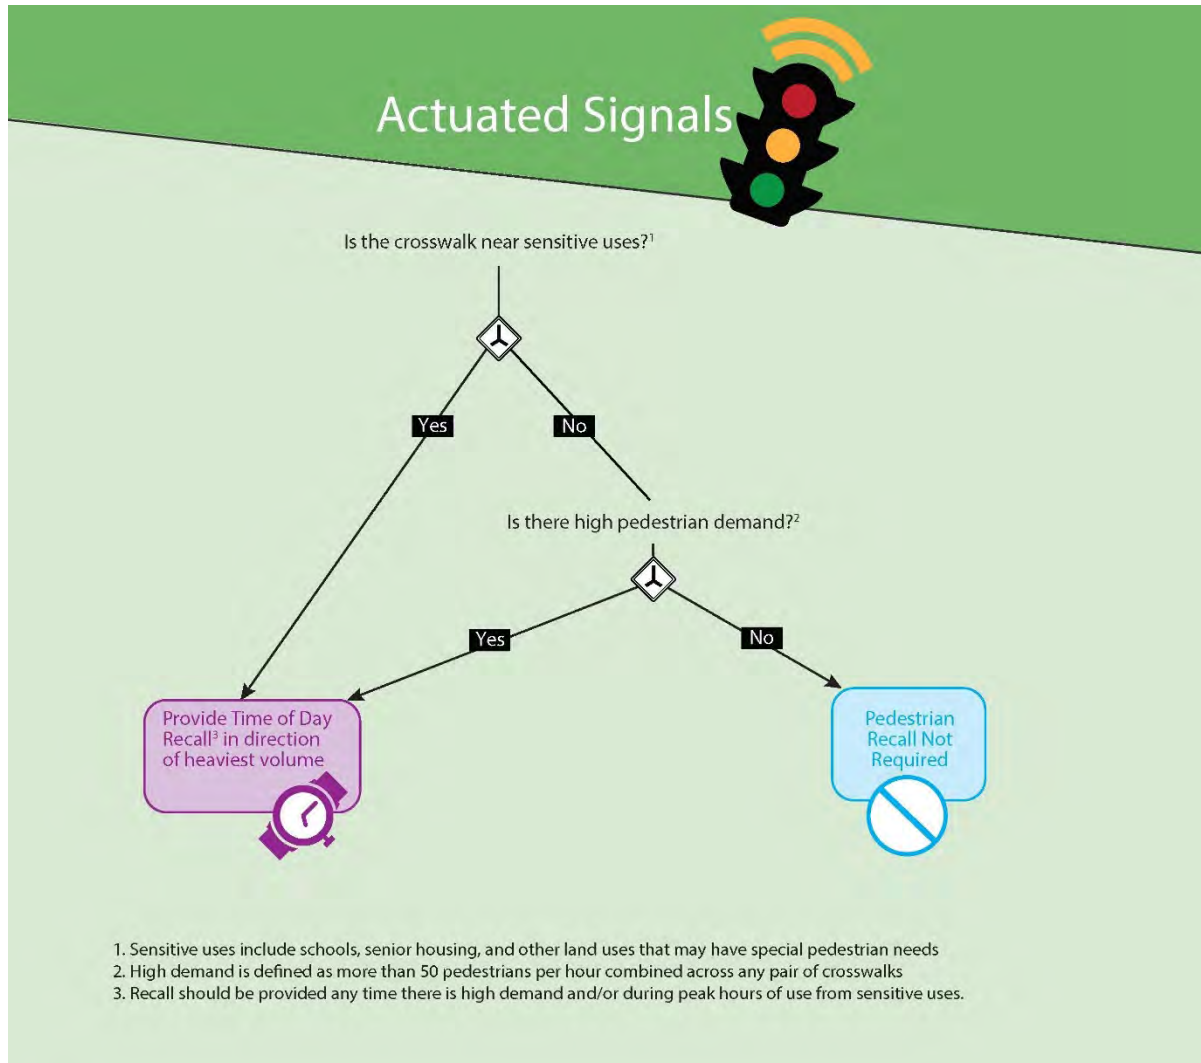 Actuated Signals
Is the crosswalk near sensitive uses?¹
Yes
No
Is there high pedestrian demand?²
Yes
No
Provide Time of Day
Recall³ in direction
of heaviest volume
Pedestrian
Recall Not
Required
1. Sensitive uses include schools, senior housing, and other land uses that may have special pedestrian needs
2. High demand is defined as more than 50 pedestrians per hour combined across any pair of crosswalks
3. Recall should be provided any time there is high demand and/or during peak hours of use from sensitive uses.